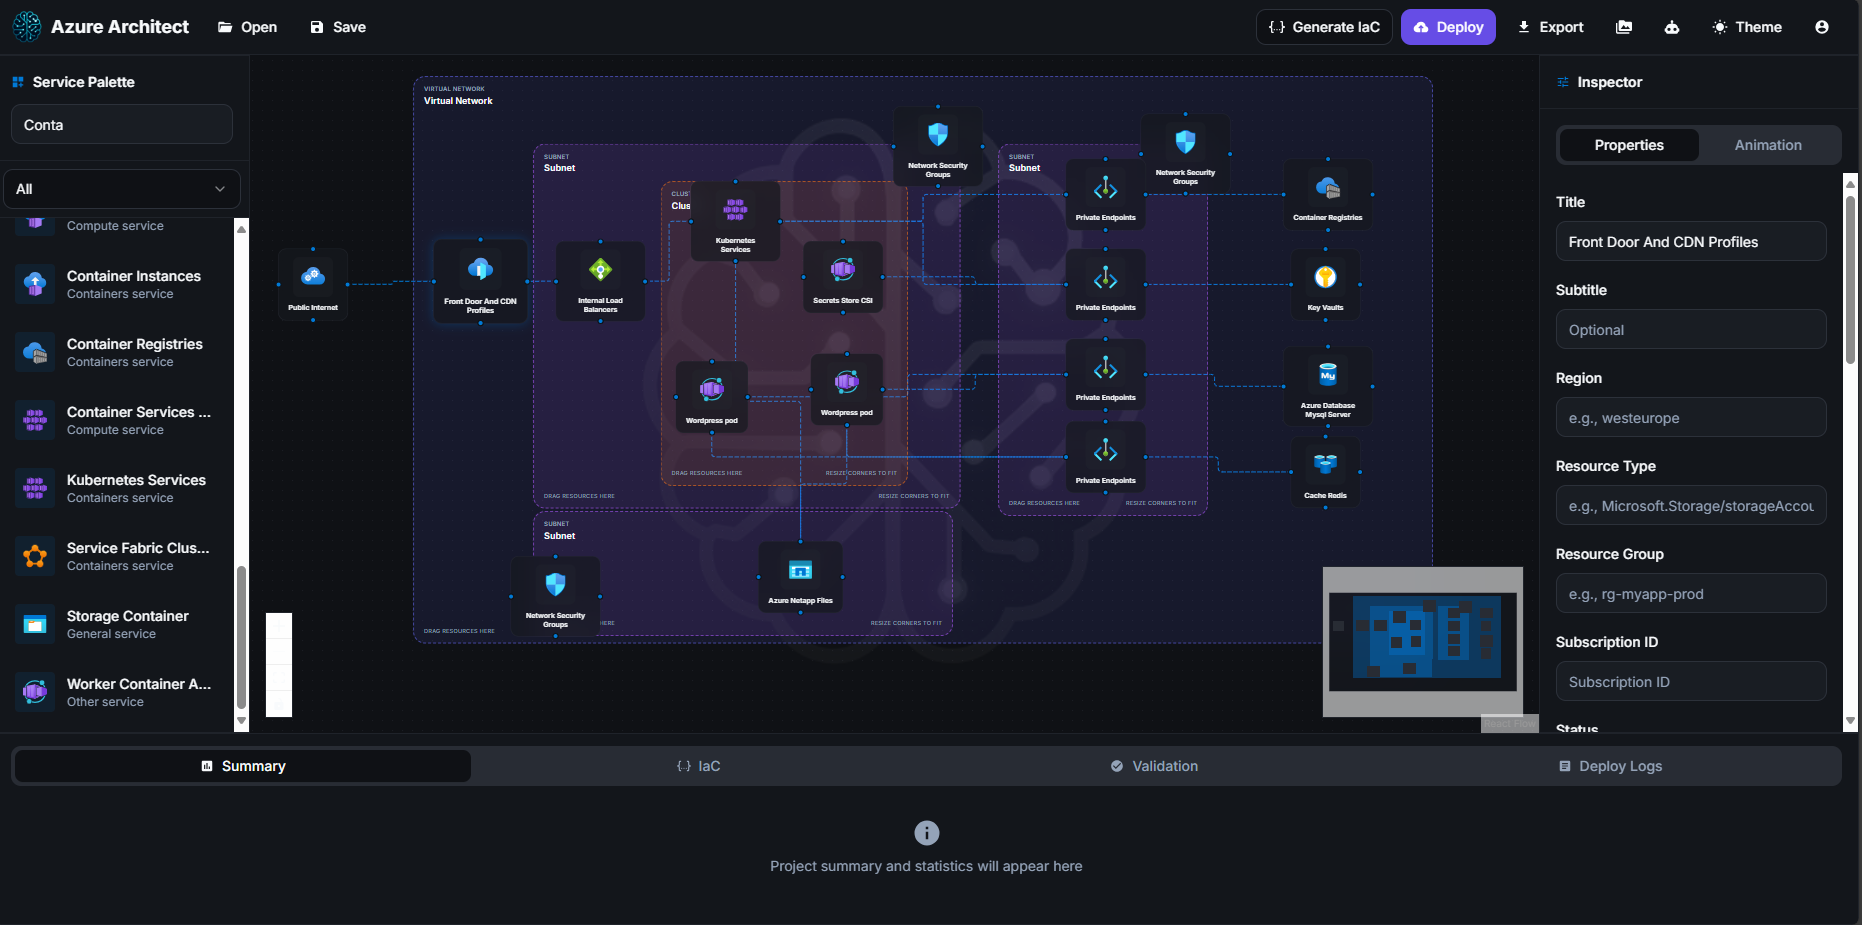 Azure Architect
Open
Save
{..} Generate IaC
Deploy
Export
Theme
Service Palette
Conta
All
Compute service
Container Instances
Containers service
Container Registries
Containers service
Container Services ...
Compute service
Kubernetes Services
Containers service
Service Fabric Clus...
Containers service
Storage Container
General service
Worker Container A...
Other service
VIRTUAL NETWORK
Virtual Network
Public Internet
Front Door And CDN
Profiles
SUBNET
Subnet
Internal Load
Balancers
CLUS
Clus
Kubernetes
Services
Secrets Store CSI
Wordpress pod
Wordpress pod
DRAG RESOURCES HERE
RESIZE CORNERS TO FIT
DRAG RESOURCES HERE
RESIZE CORNERS TO FIT
Network Security
Groups
SUBNET
Subnet
Network Security
Groups
Private Endpoints
Private Endpoints
Private Endpoints
Private Endpoints
DRAG RESOURCES HERE
RESIZE CORNERS TO FIT
Container Registries
Key Vaults
Azure Database
Mysql Server
Cache Redis
SUBNET
Subnet
Network Security
Groups
HERE
Azure Netapp Files
RESIZE CORNERS TO FIT
DRAG RESOURCES HERE
React Flow
Inspector
Properties
Animation
Title
Front Door And CDN Profiles
Subtitle
Optional
Region
e.g., westeurope
Resource Type
e.g., Microsoft.Storage/storageAccou
Resource Group
e.g., rg-myapp-prod
Subscription ID
Subscription ID
Status
Summary
{..} IaC
Validation
Deploy Logs
Project summary and statistics will appear here